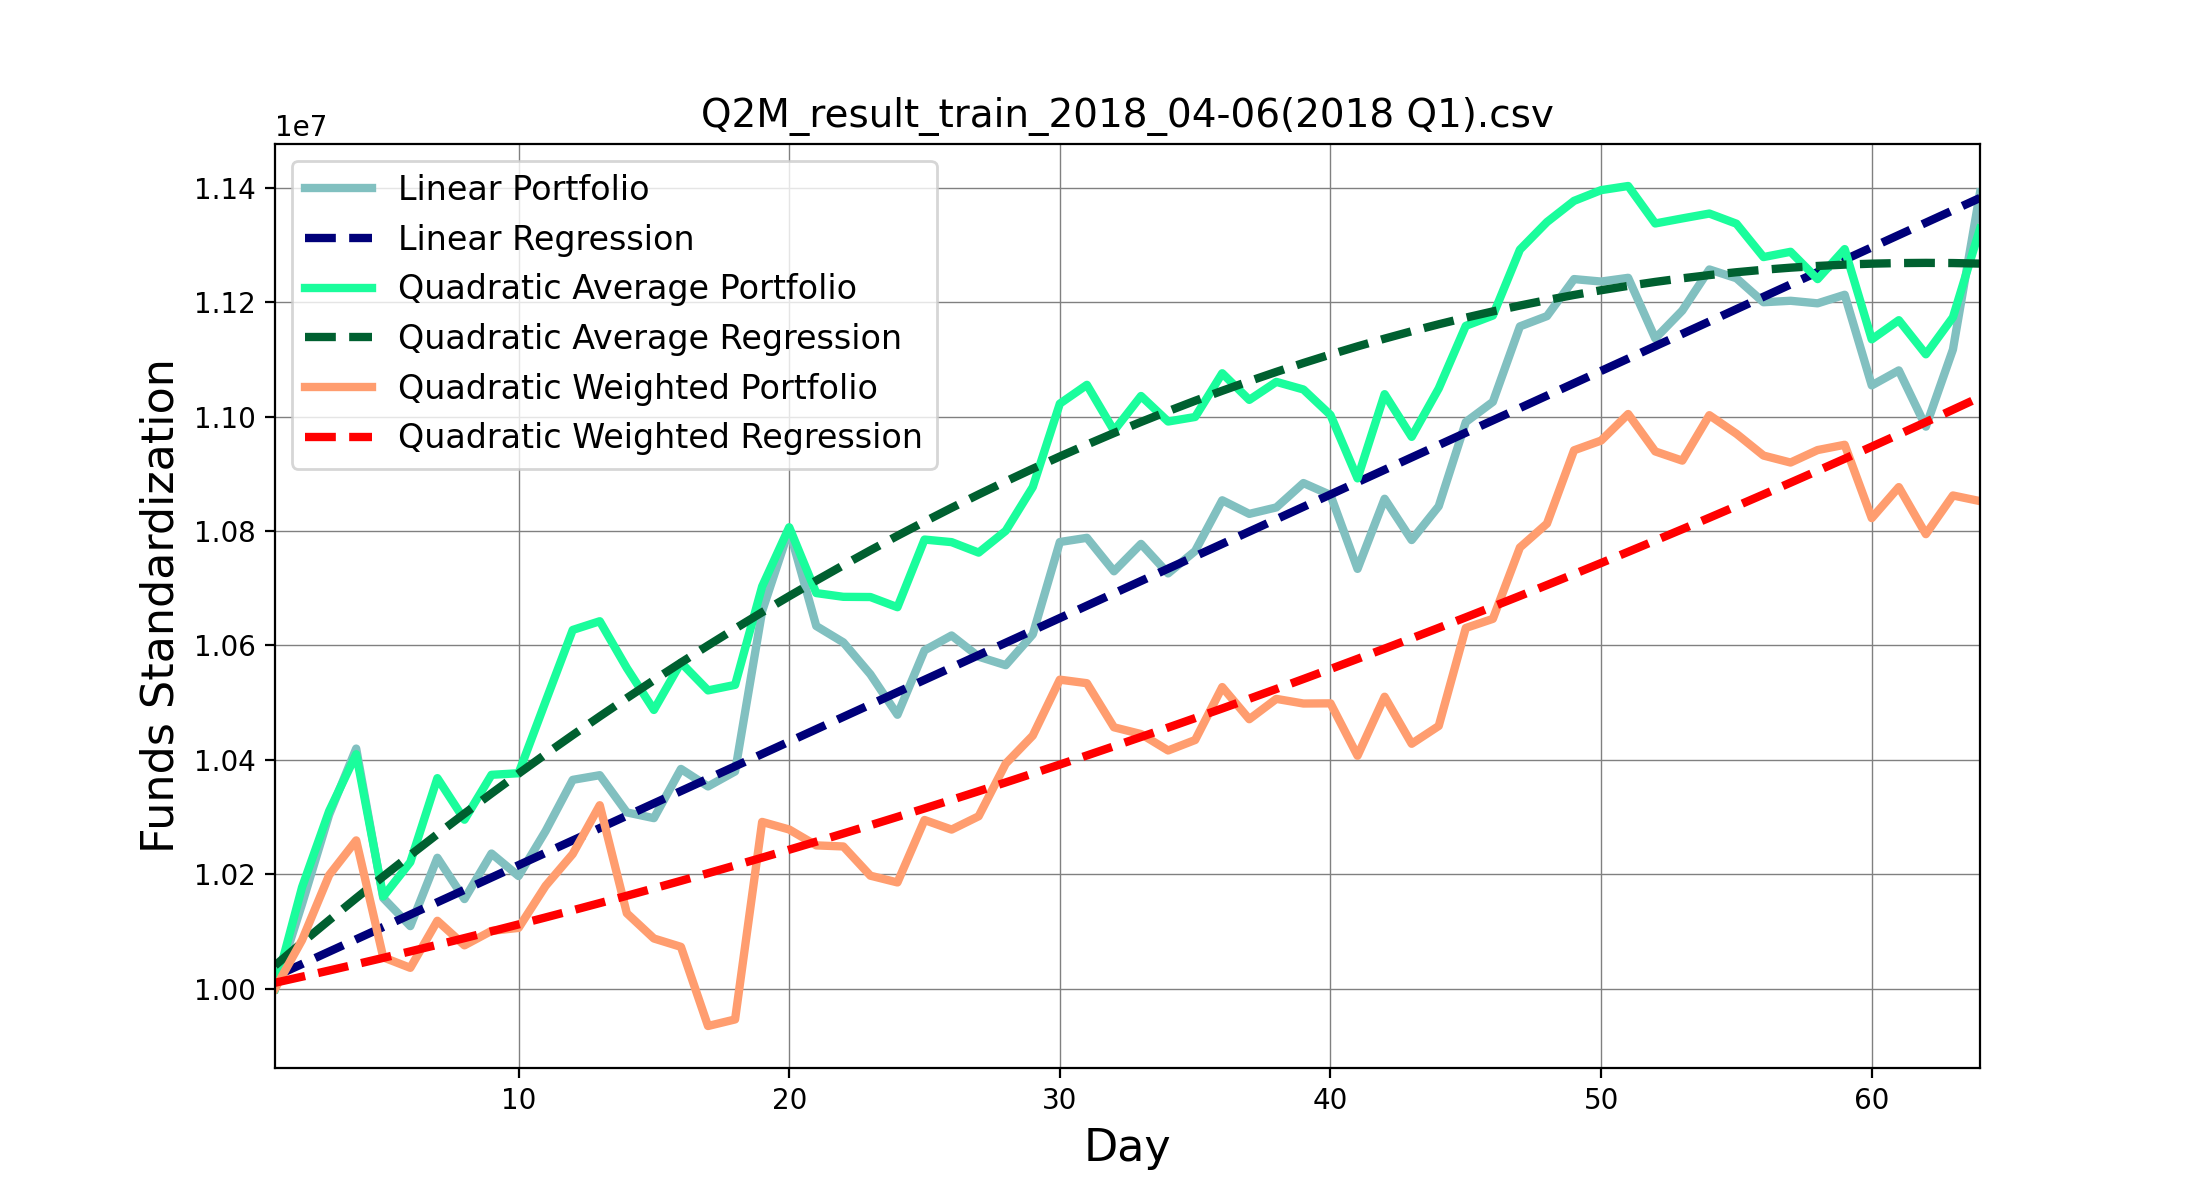 Q2M_result_train_2018_04-06(2018 Q1).csv
1e7
Linear Portfolio
Linear Regression
Quadratic Average Portfolio
Quadratic Average Regression
Quadratic Weighted Portfolio
Quadratic Weighted Regression
Funds Standardization
1.14
1.12
1.10
1.08
1.06
1.04
1.02
1.00
10 20 30 40 50 60
Day